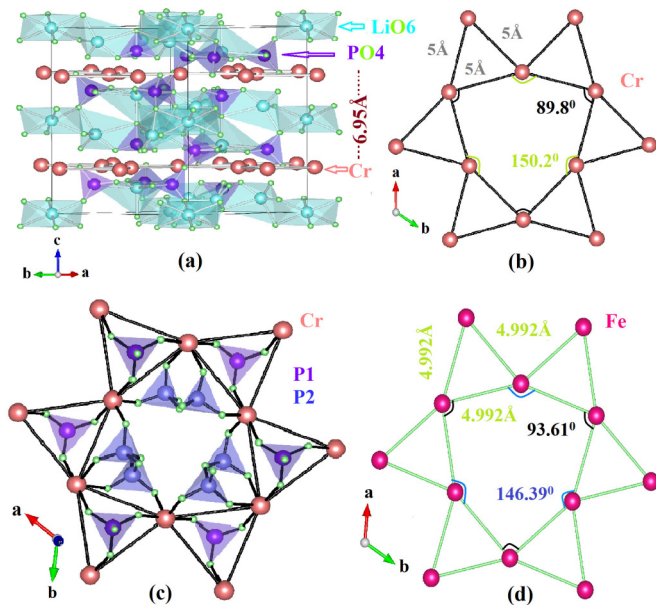 LiO6
PO4
6.95Å
Cr
c
b
a
(a)
5Å
5Å
5Å
Cr
89.8⁰
150.2⁰
a
b
(b)
Cr
P1
P2
a
b
(c)
Fe
4.992Å
4.992Å
4.992Å
93.61⁰
146.39⁰
a
b
(d)